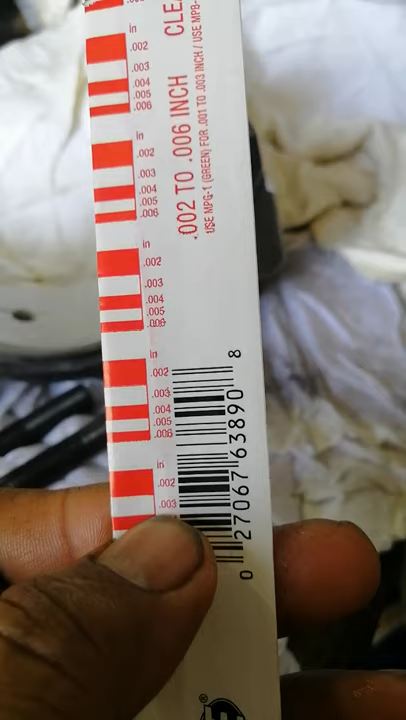 in
.002
.003
.004
.005
.006
in
.002
.003
.004
.005
.006
in
.002
.003
.004
.005
.006
in
.002
.003
.004
.005
.006
in
.002
.003
.002 TO .006 INCH
USE MPG-1 (GREEN) FOR .001 TO .003 INCH / USE MPB-
0 27067 63890 8
®